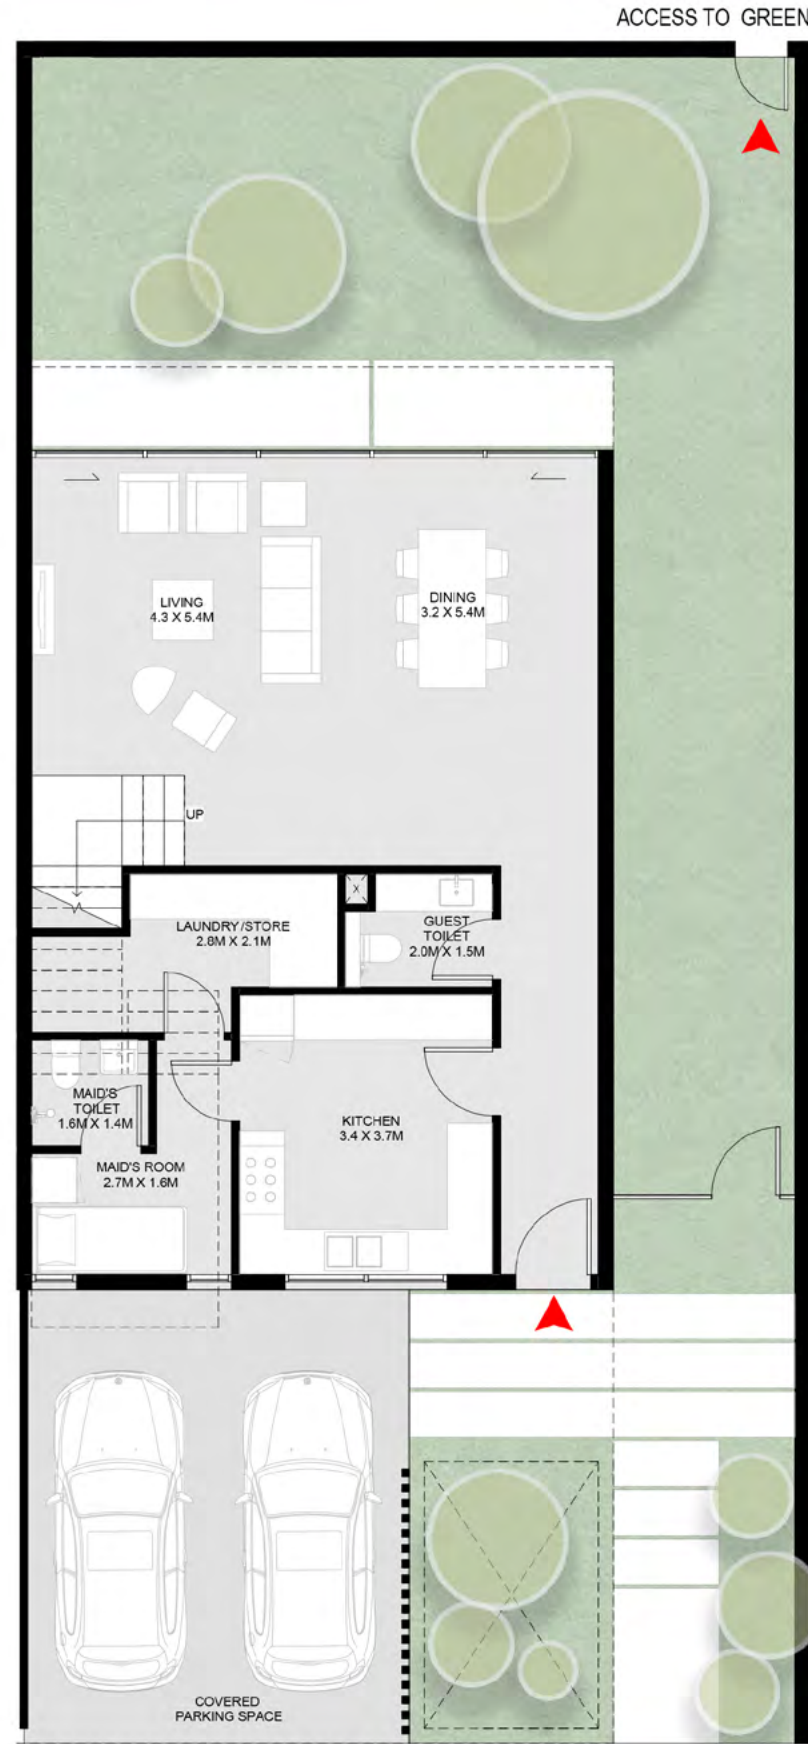 ACCESS TO GREEN
LIVING
4.3 X 5.4M
DINING
3.2 X 5.4M
UP
LAUNDRY/STORE
2.8M X 2.1M
X
GUEST
TOILET
2.0M X 1.5M
MAID'S
TOILET
1.6M X 1.4M
KITCHEN
3.4 X 3.7M
MAID'S ROOM
2.7M X 1.6M
COVERED
PARKING SPACE